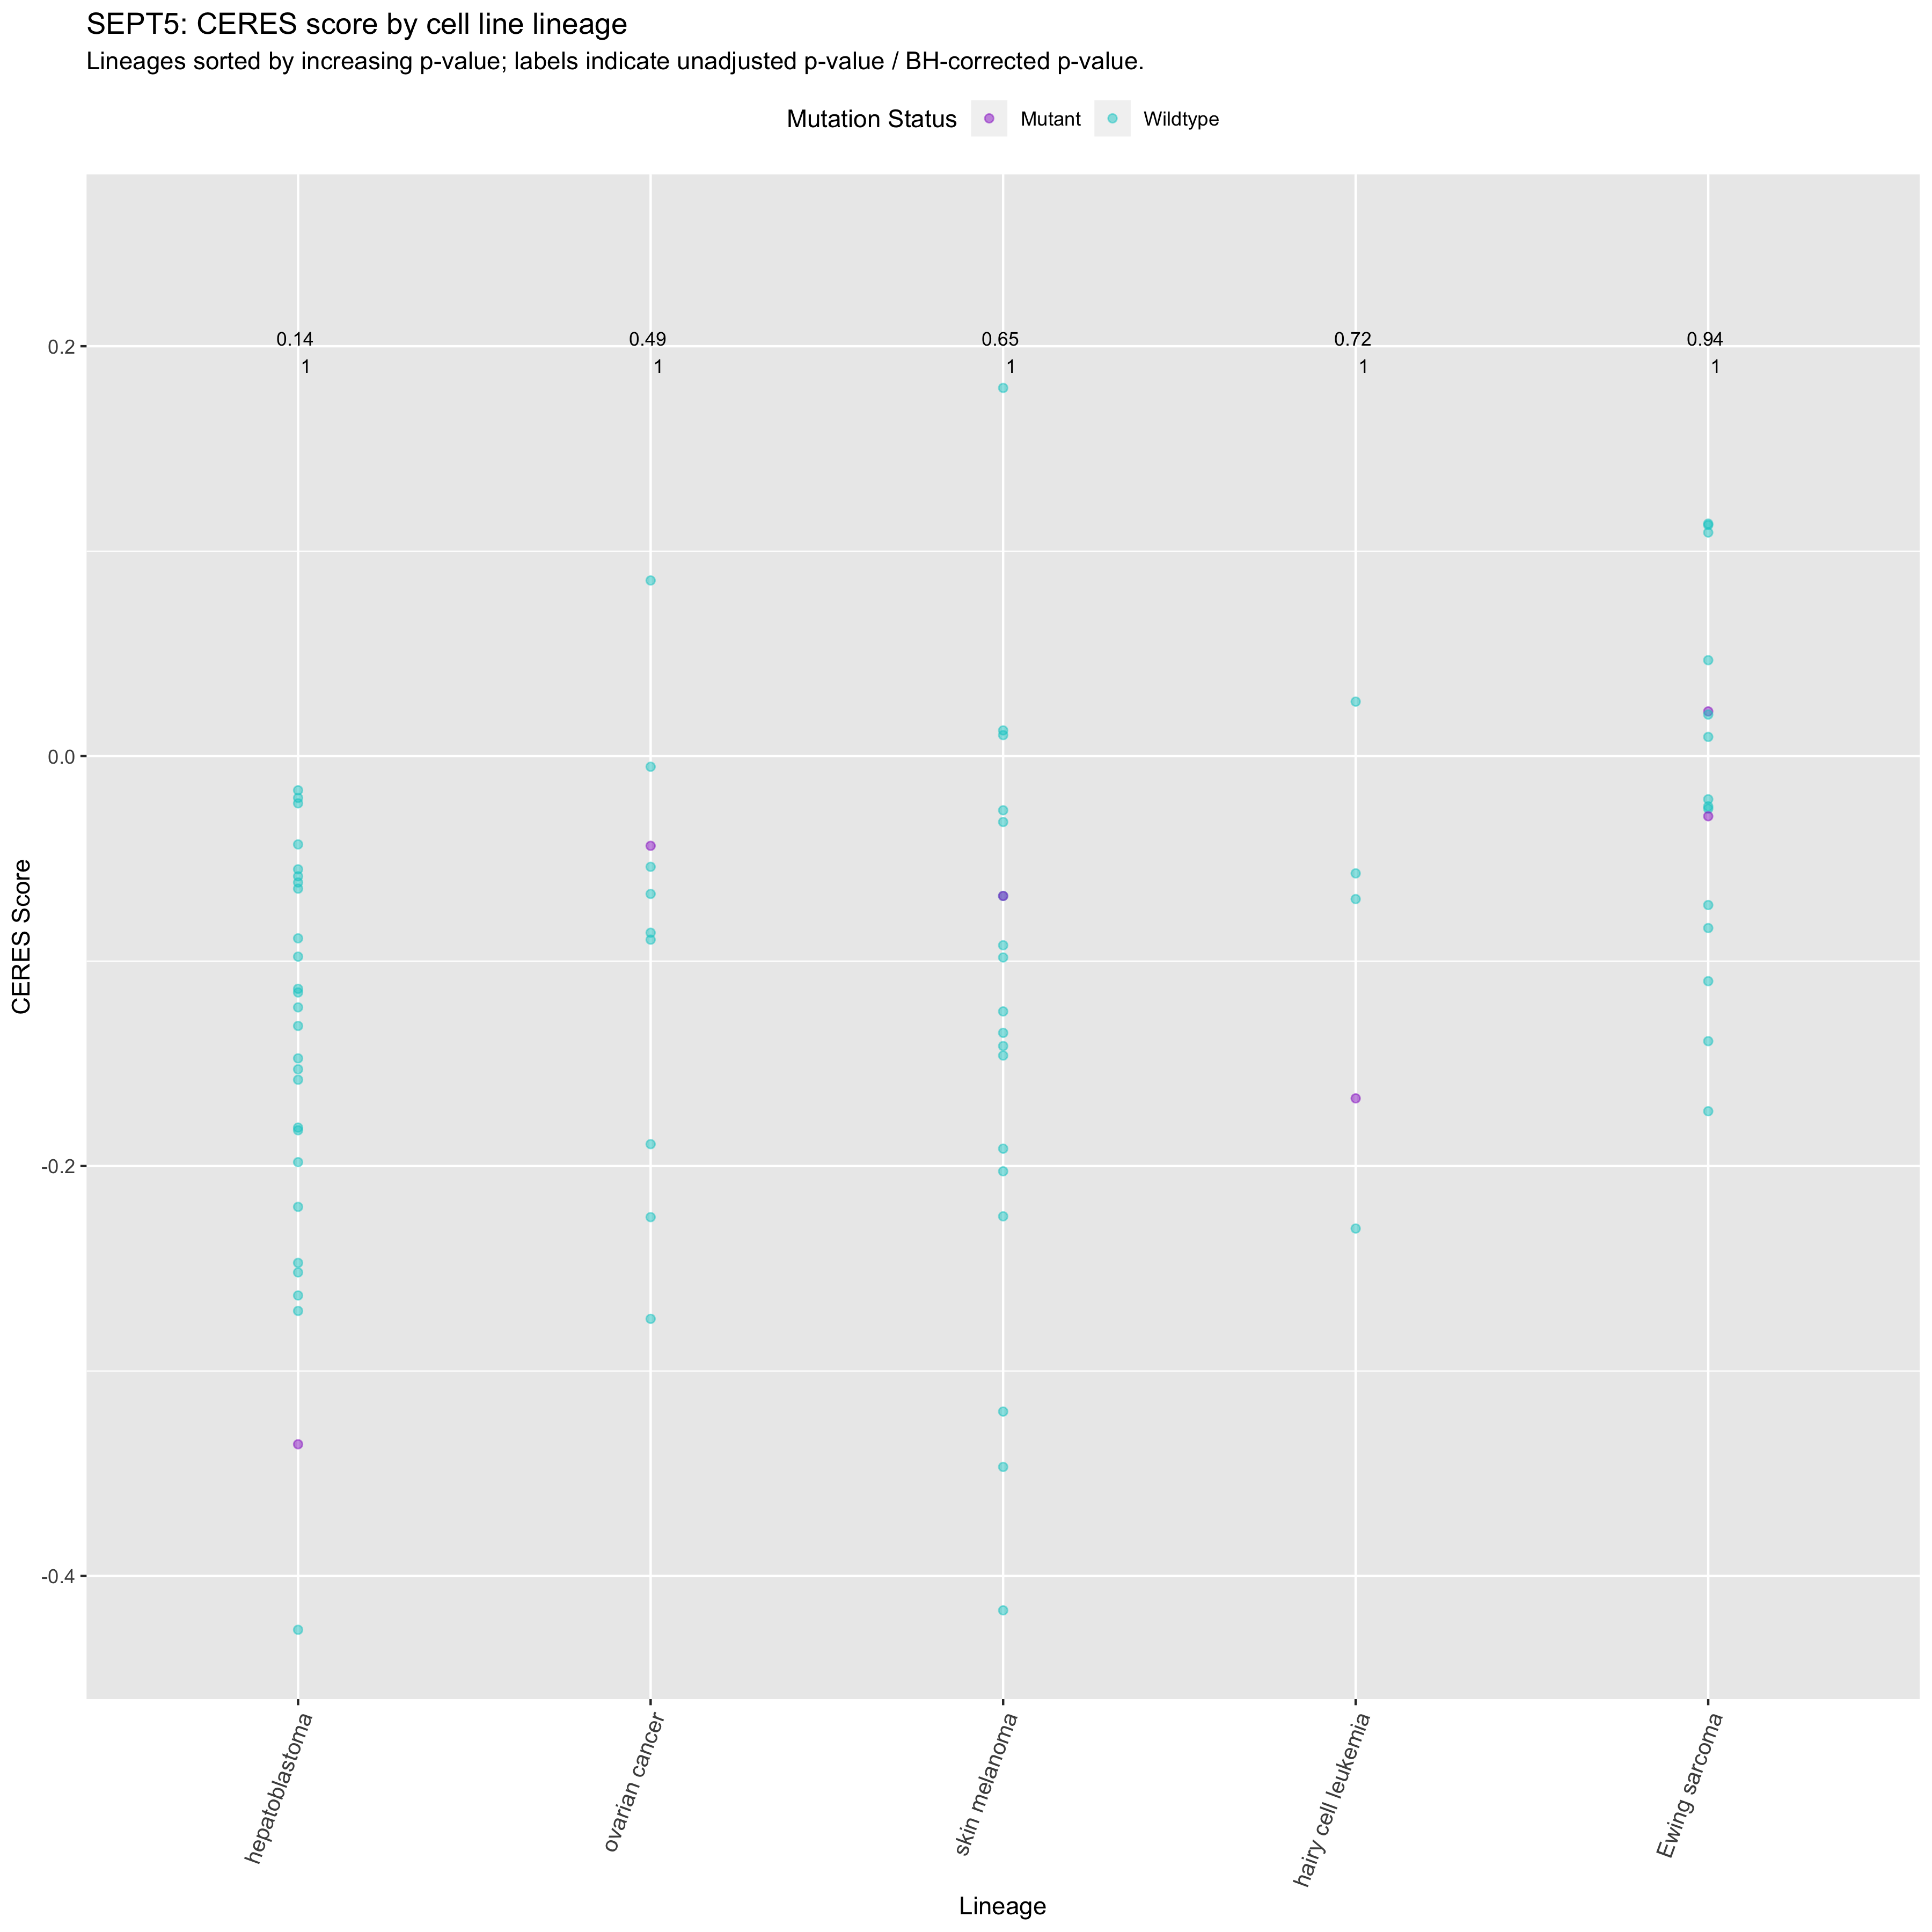 SEPT5: CERES score by cell line lineage
Lineages sorted by increasing p-value; labels indicate unadjusted p-value / BH-corrected p-value.
Mutation Status Mutant Wildtype
0.14 0.49 0.65 0.72 0.94
1 1 1 1 1
0.2
0.0
-0.2
-0.4
CERES Score
hepatoblastoma
ovarian cancer
skin melanoma
hairy cell leukemia
Ewing sarcoma
Lineage